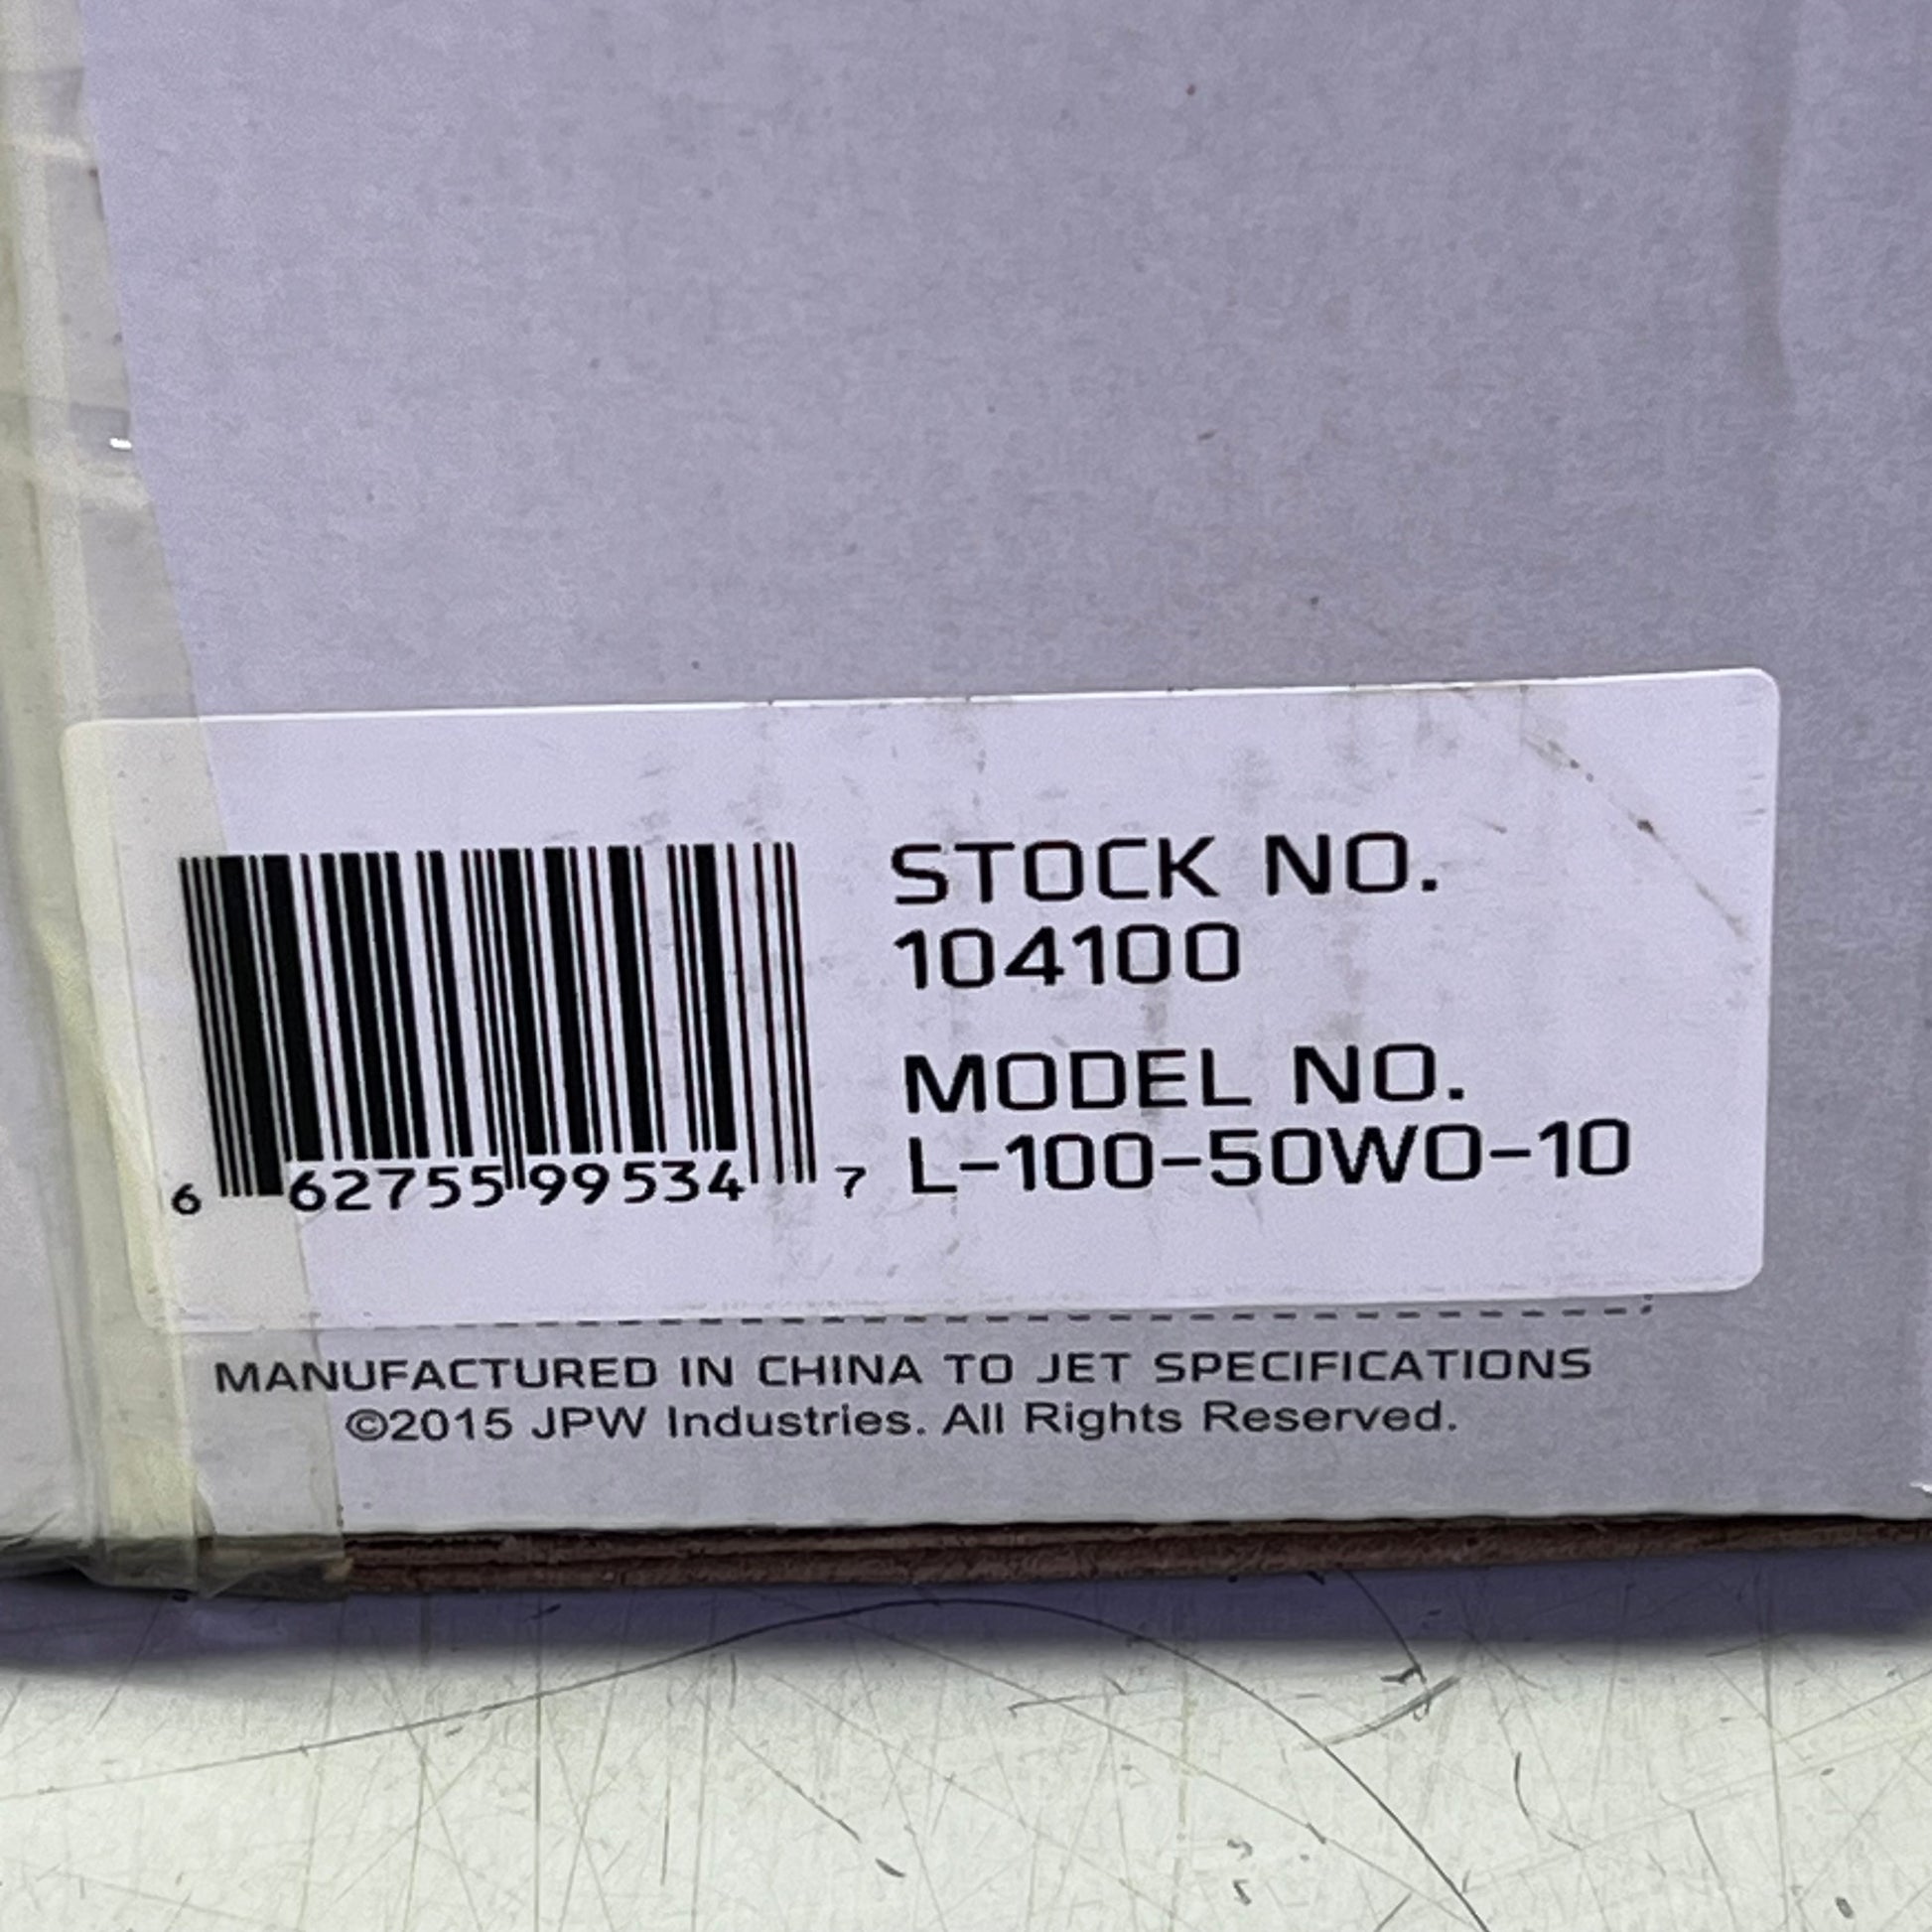 STOCK NO.
104100
MODEL NO.
L-100-50WO-10
6 62755 99534 7
MANUFACTURED IN CHINA TO JET SPECIFICATIONS
©2015 JPW Industries. All Rights Reserved.